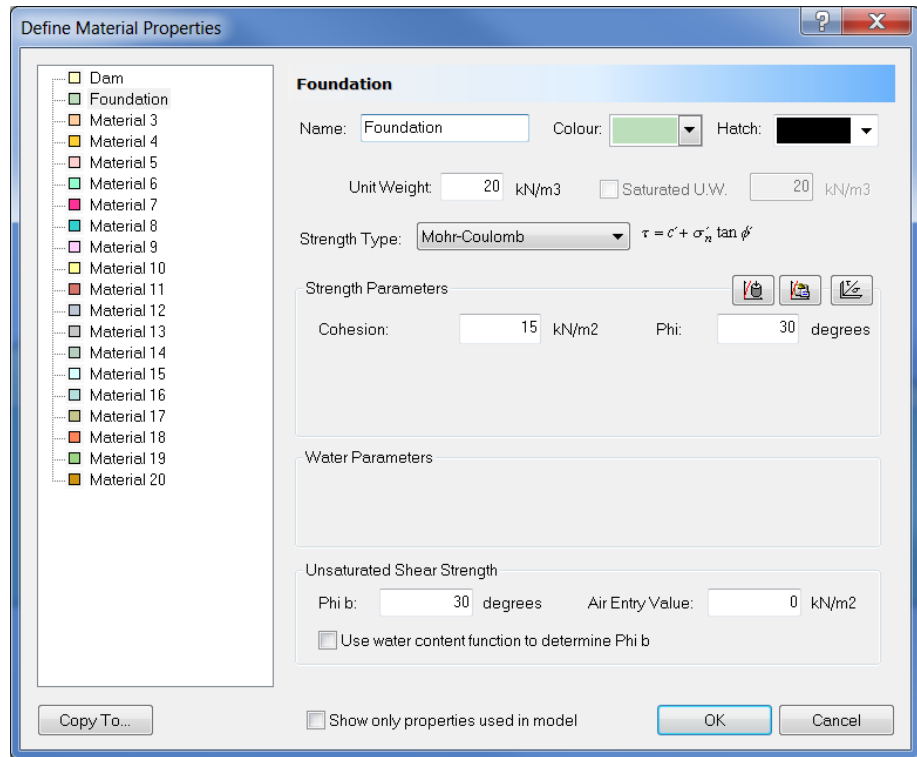 Define Material Properties
Dam
Foundation
Material 3
Material 4
Material 5
Material 6
Material 7
Material 8
Material 9
Material 10
Material 11
Material 12
Material 13
Material 14
Material 15
Material 16
Material 17
Material 18
Material 19
Material 20
Copy To...
Foundation
Name: Foundation Colour: Hatch:
Unit Weight: 20 kN/m3 Saturated U.W. 20 kN/m3
Strength Type: Mohr-Coulomb τ = c′ + σ′n tan ϕ′
Strength Parameters
Cohesion: 15 kN/m2 Phi: 30 degrees
Water Parameters
Unsaturated Shear Strength
Phi b: 30 degrees Air Entry Value: 0 kN/m2
Use water content function to determine Phi b
Show only properties used in model OK Cancel